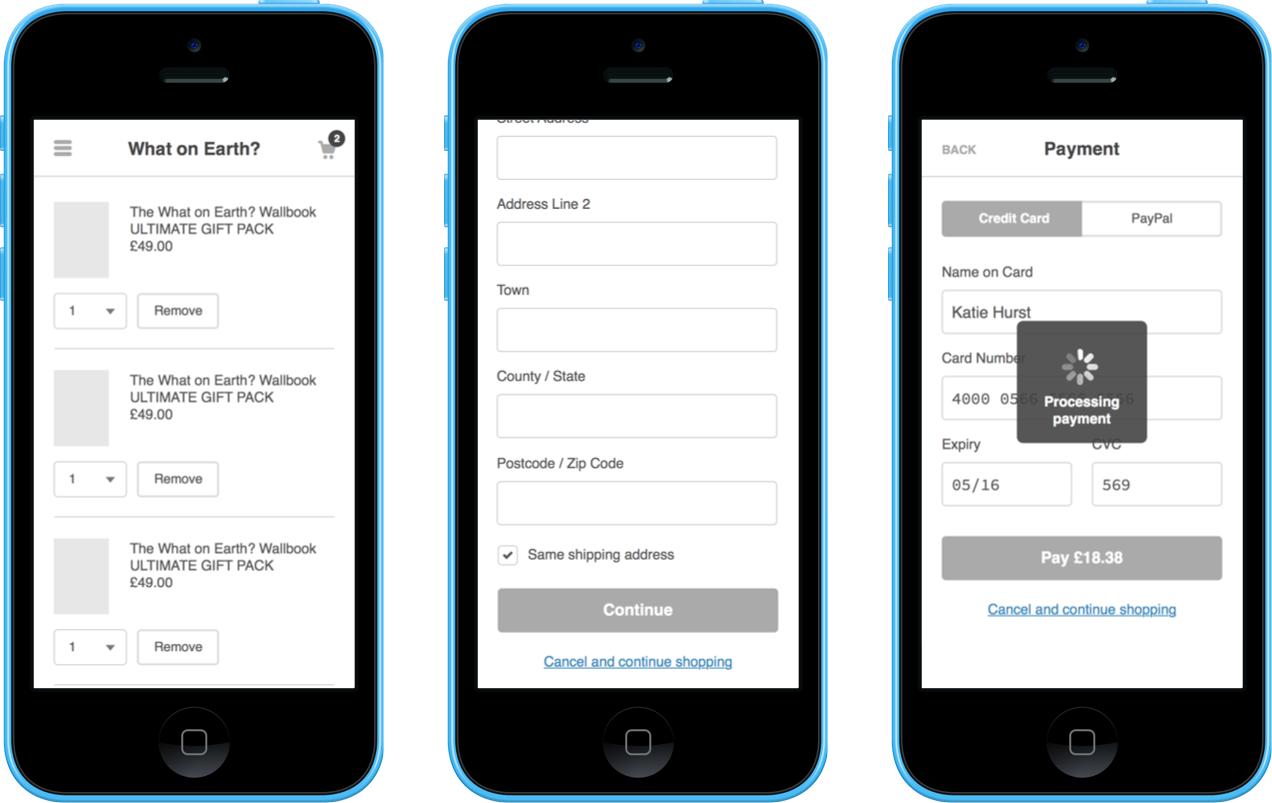 What on Earth?
2
The What on Earth? Wallbook
ULTIMATE GIFT PACK
£49.00
1
Remove
The What on Earth? Wallbook
ULTIMATE GIFT PACK
£49.00
1
Remove
The What on Earth? Wallbook
ULTIMATE GIFT PACK
£49.00
1
Remove
Street Address
Address Line 2
Town
County / State
Postcode / Zip Code
Same shipping address
Continue
Cancel and continue shopping
BACK
Payment
Credit Card
PayPal
Name on Card
Katie Hurst
Card Number
4000 0566
Processing
payment
Expiry
CVC
05/16
569
Pay £18.38
Cancel and continue shopping